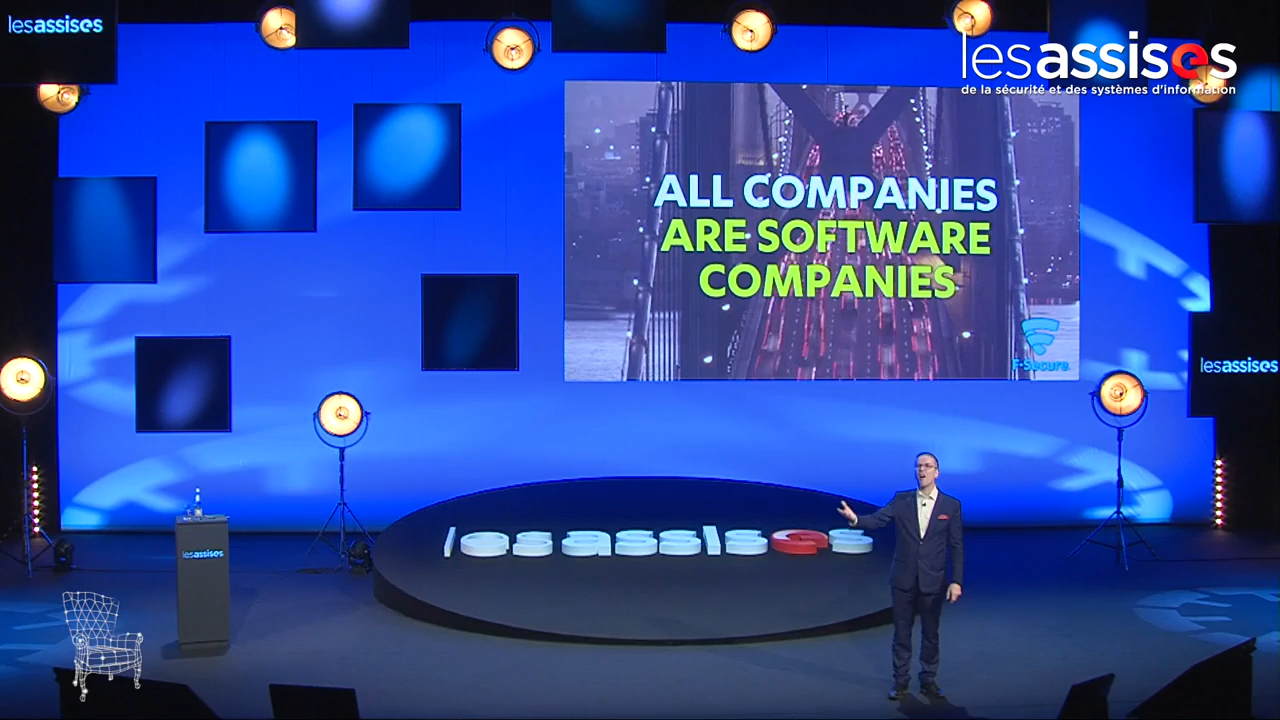 lesassises
lesassises
de la sécurité et des systèmes d'information
ALL COMPANIES
ARE SOFTWARE
COMPANIES
F-Secure
lesassises
lesassises
lesassises